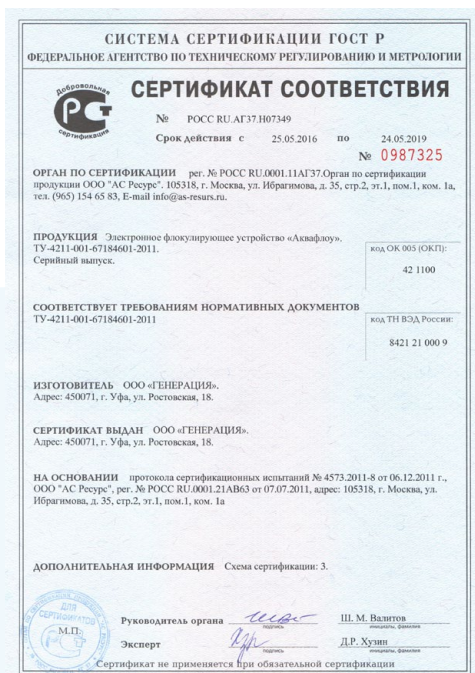 СИСТЕМА СЕРТИФИКАЦИИ ГОСТ Р
ФЕДЕРАЛЬНОЕ АГЕНТСТВО ПО ТЕХНИЧЕСКОМУ РЕГУЛИРОВАНИЮ И МЕТРОЛОГИИ
Добровольная
сертификация
СЕРТИФИКАТ СООТВЕТСТВИЯ
№ РОСС RU.АГ37.Н07349
Срок действия с 25.05.2016 по 24.05.2019
№ 0987325
ОРГАН ПО СЕРТИФИКАЦИИ рег. № РОСС RU.0001.11АГ37.Орган по сертификации
продукции ООО "АС Ресурс". 105318, г. Москва, ул. Ибрагимова, д. 35, стр.2, эт.1, пом.1, ком. 1а,
тел. (965) 154 65 83, E-mail info@as-resurs.ru.
ПРОДУКЦИЯ Электронное флокулирующее устройство «Аквафлоу».
ТУ-4211-001-67184601-2011.
Серийный выпуск.
код ОК 005 (ОКП):
42 1100
СООТВЕТСТВУЕТ ТРЕБОВАНИЯМ НОРМАТИВНЫХ ДОКУМЕНТОВ
ТУ-4211-001-67184601-2011
код ТН ВЭД России:
8421 21 000 9
ИЗГОТОВИТЕЛЬ ООО «ГЕНЕРАЦИЯ».
Адрес: 450071, г. Уфа, ул. Ростовская, 18.
СЕРТИФИКАТ ВЫДАН ООО «ГЕНЕРАЦИЯ».
Адрес: 450071, г. Уфа, ул. Ростовская, 18.
НА ОСНОВАНИИ протокола сертификационных испытаний № 4573.2011-8 от 06.12.2011 г.,
ООО "АС Ресурс", рег. № РОСС RU.0001.21АВ63 от 07.07.2011, адрес: 105318, г. Москва, ул.
Ибрагимова, д. 35, стр.2, эт.1, пом.1, ком. 1а
ДОПОЛНИТЕЛЬНАЯ ИНФОРМАЦИЯ Схема сертификации: 3.
ДЛЯ
СЕРТИФИКАТОВ
М.П.
Руководитель органа Ш. М. Валитов
подпись инициалы, фамилия
Эксперт Д.Р. Хузин
подпись инициалы, фамилия
Сертификат не применяется при обязательной сертификации